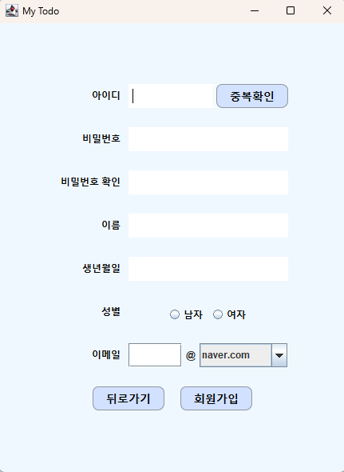 My Todo
아이디 중복확인
비밀번호
비밀번호 확인
이름
생년월일
성별 남자 여자
이메일 @ naver.com
뒤로가기 회원가입